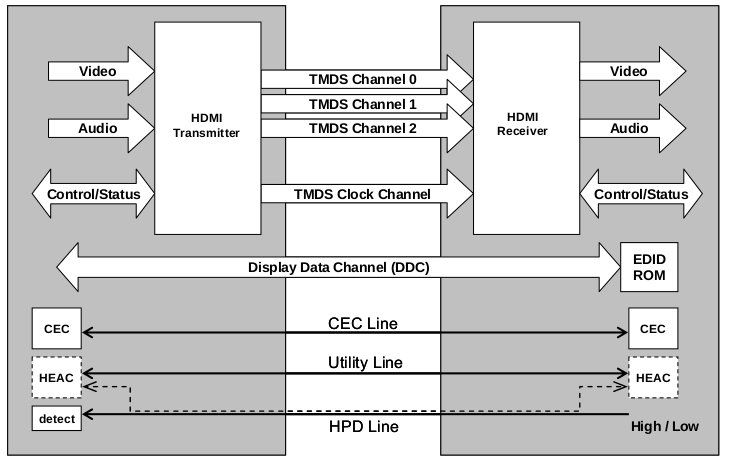 Video
Audio
Control/Status
HDMI
Transmitter
TMDS Channel 0
TMDS Channel 1
TMDS Channel 2
TMDS Clock Channel
HDMI
Receiver
Video
Audio
Control/Status
Display Data Channel (DDC)
EDID
ROM
CEC
CEC Line
CEC
HEAC
Utility Line
HEAC
detect
HPD Line
High / Low